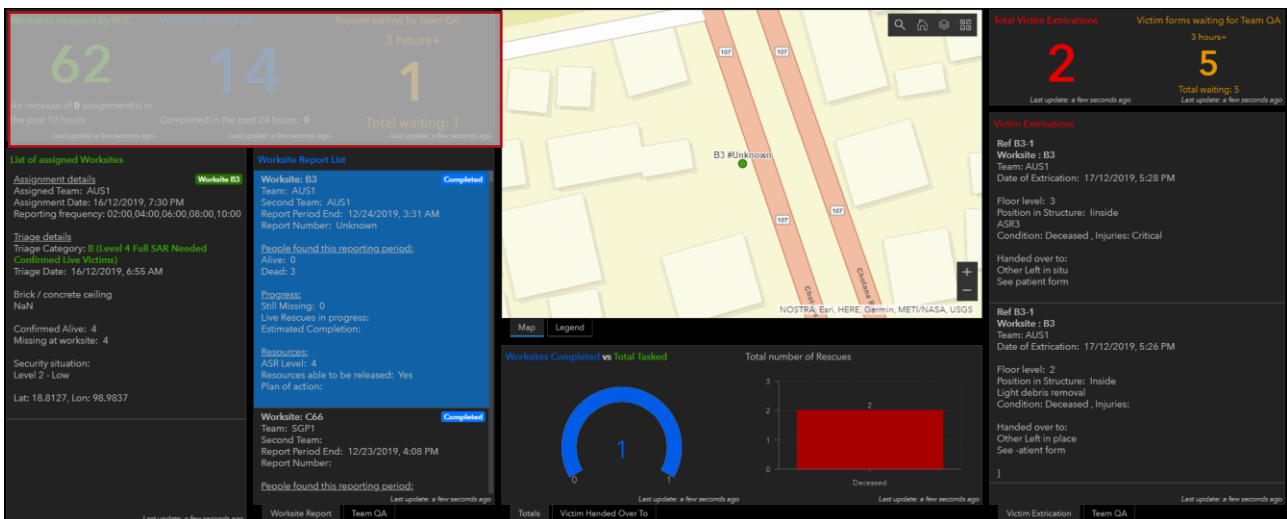 Worksites Assigned by UCC
62
An increase of 0 assignment(s) in
the past 12 hours
Last update: a few seconds ago
Worksites in Progress
14
Completed in the past 24 hours: 0
Last update: a few seconds ago
Reports waiting for Team QA
3 hours+
1
Total waiting: 1
Last update: a few seconds ago
List of assigned Worksites
Assignment details
Worksite B3
Assigned Team: AUS1
Assignment Date: 16/12/2019, 7:30 PM
Reporting frequency: 02:00,04:00,06:00,08:00,10:00
Triage details
Triage Category: B (Level 4 Full SAR Needed
Confirmed Live Victims)
Triage Date: 16/12/2019, 6:55 AM
Brick / concrete ceiling
NaN
Confirmed Alive: 4
Missing at worksite: 4
Security situation:
Level 2 - Low
Lat: 18.8127, Lon: 98.9837
Last update: a few seconds ago
Worksite Report List
Worksite: B3
Completed
Team: AUS1
Second Team: AUS1
Report Period End: 12/24/2019, 3:31 AM
Report Number: Unknown
People found this reporting period:
Alive: 0
Dead: 3
Progress:
Still Missing: 0
Live Rescues in progress:
Estimated Completion:
Resources:
ASR Level: 4
Resources able to be released: Yes
Plan of action:
Worksite: C66
Completed
Team: SGP1
Second Team:
Report Period End: 12/23/2019, 4:08 PM
Report Number:
People found this reporting period:
Last update: a few seconds ago
Worksite Report
Team QA
107
107
B3 #Unknown
107
107
Chotana R
NOSTRA, Esri, HERE, Garmin, METI/NASA, USGS
+
−
Map
Legend
Worksites Completed vs Total Tasked
1
0
1
Last update: a few seconds ago
Total number of Rescues
3
2
1
0
2
Deceased
Last update: a few seconds ago
Totals
Victim Handed Over To
Total Victim Extrications
2
Last update: a few seconds ago
Victim forms waiting for Team QA
3 hours+
5
Total waiting: 5
Last update: a few seconds ago
Victim Extrications
Ref B3-1
Worksite : B3
Team: AUS1
Date of Extrication: 17/12/2019, 5:28 PM
Floor level: 3
Position in Structure: Iinside
ASR3
Condition: Deceased , Injuries: Critical
Handed over to:
Other Left in situ
See patient form
Ref B3-1
Worksite : B3
Team: AUS1
Date of Extrication: 17/12/2019, 5:26 PM
Floor level: 2
Position in Structure: Inside
Light debris removal
Condition: Deceased , Injuries:
Handed over to:
Other Left in place
See -atient form
]
Last update: a few seconds ago
Victim Extrication
Team QA